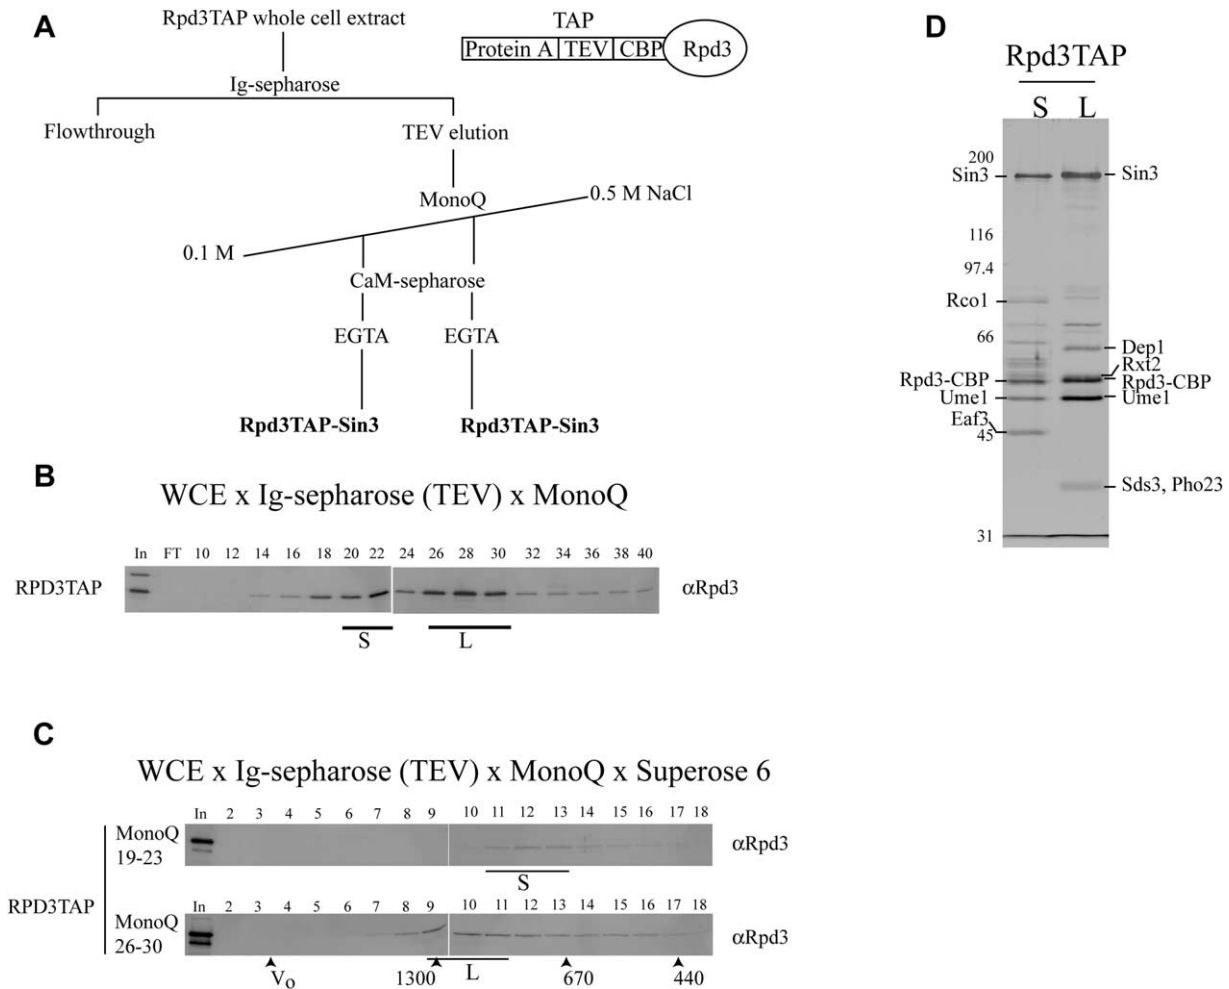 A
Rpd3TAP whole cell extract
TAP
Protein A TEV CBP Rpd3
Ig-sepharose
Flowthrough TEV elution
MonoQ
0.5 M NaCl
0.1 M
CaM-sepharose
EGTA EGTA
Rpd3TAP-Sin3 Rpd3TAP-Sin3
B
WCE x Ig-sepharose (TEV) x MonoQ
In FT 10 12 14 16 18 20 22 24 26 28 30 32 34 36 38 40
RPD3TAP αRpd3
S L
C
WCE x Ig-sepharose (TEV) x MonoQ x Superose 6
In 2 3 4 5 6 7 8 9 10 11 12 13 14 15 16 17 18
MonoQ
19-23
αRpd3
S
RPD3TAP
In 2 3 4 5 6 7 8 9 10 11 12 13 14 15 16 17 18
MonoQ
26-30
αRpd3
Vo 1300 L 670 440
D
Rpd3TAP
S L
200
Sin3 Sin3
116
97.4
Rco1
66
Dep1
Rxt2
Rpd3-CBP Rpd3-CBP
Ume1 Ume1
Eaf3
45
Sds3, Pho23
31